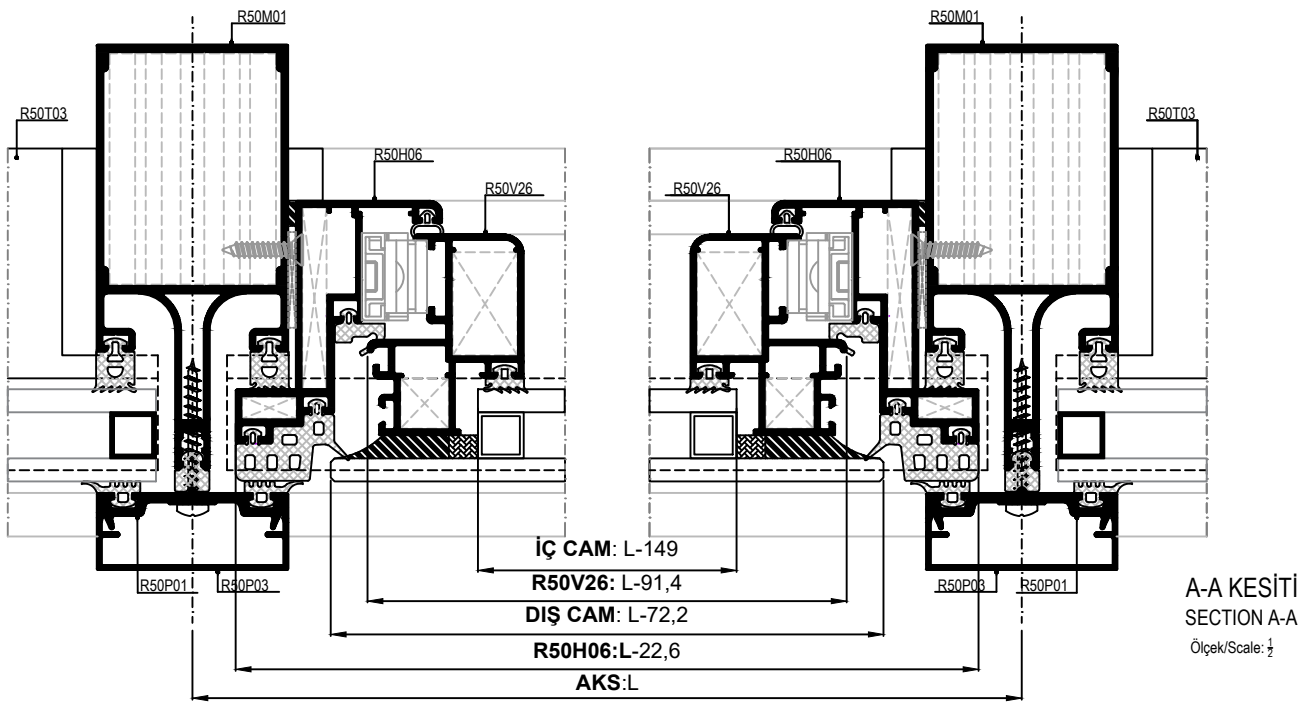 R50M01
R50M01
R50T03
R50T03
R50H06
R50H06
R50V26
R50V26
İÇ CAM: L-149
R50V26: L-91,4
R50P01
R50P03
R50P03
R50P01
DIŞ CAM: L-72,2
R50H06:L-22,6
AKS:L
A-A KESİTİ
SECTION A-A
Ölçek/Scale: 1/2